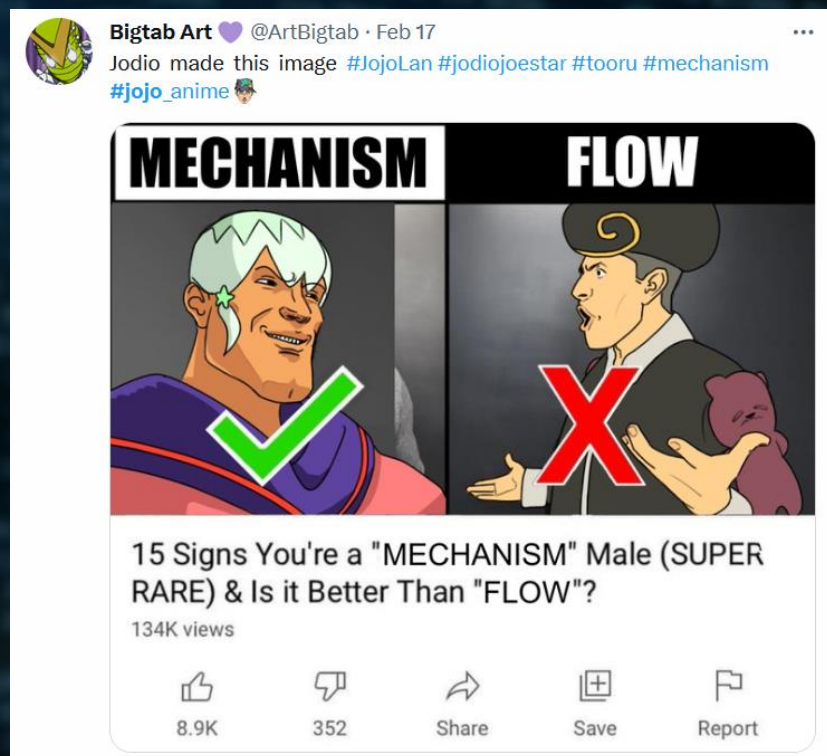 Bigtab Art 💜 @ArtBigtab · Feb 17
Jodio made this image #JojoLan #jodiojoestar #tooru #mechanism
#jojo_anime
MECHANISM
FLOW
15 Signs You're a "MECHANISM" Male (SUPER
RARE) & Is it Better Than "FLOW"?
134K views
8.9K
352
Share
Save
Report